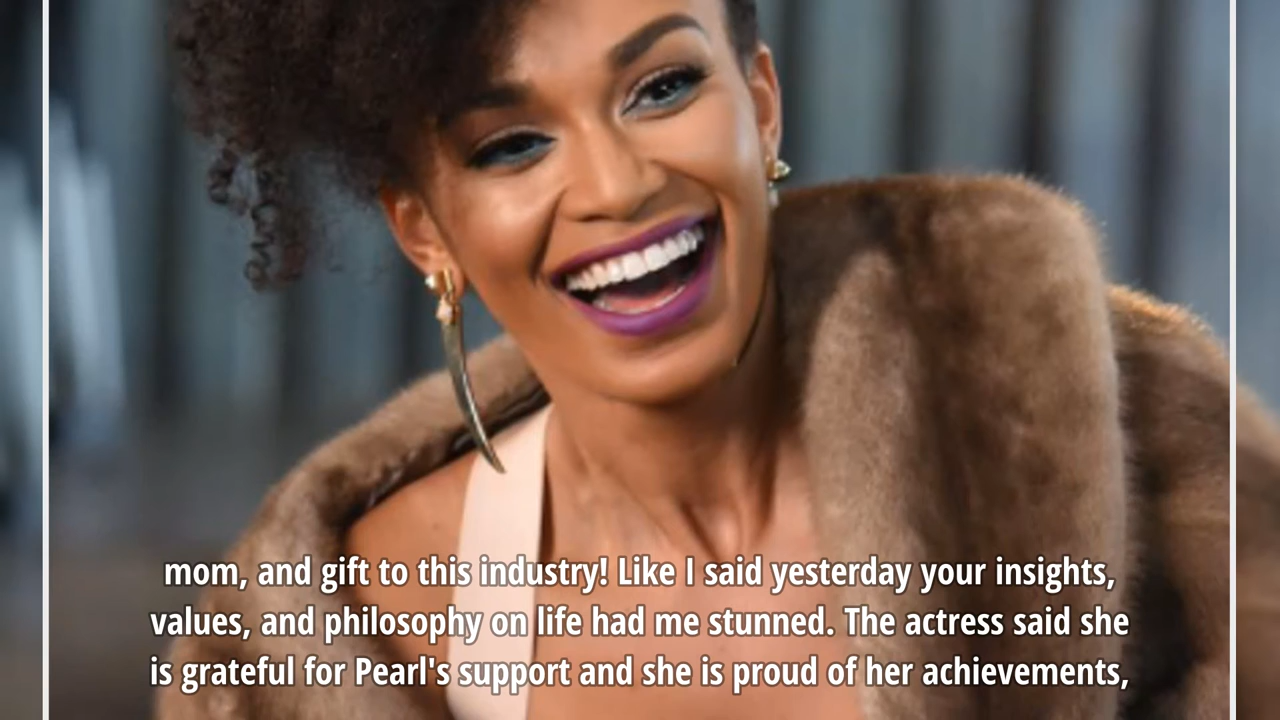 mom, and gift to this industry! Like I said yesterday your insights,
values, and philosophy on life had me stunned. The actress said she
is grateful for Pearl's support and she is proud of her achievements,